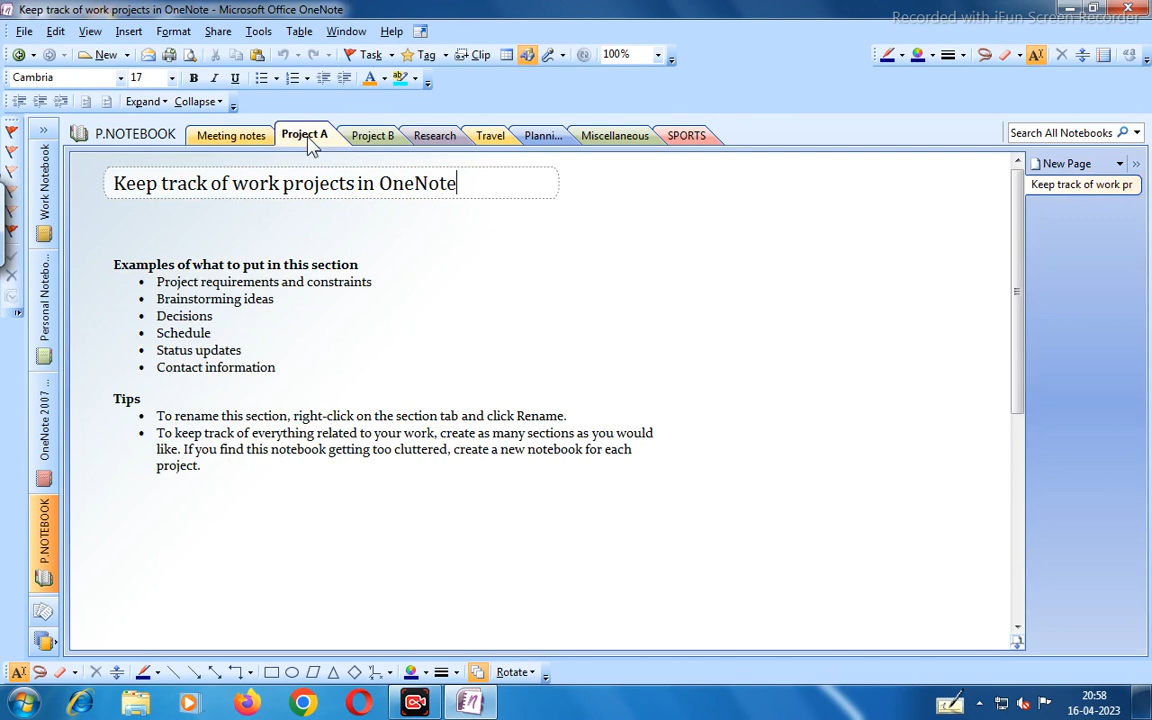 Keep track of work projects in OneNote - Microsoft Office OneNote
Recorded with iFun Screen Recorder
File Edit View Insert Format Share Tools Table Window Help
New Task Tag Clip 100%
Cambria 17 B I U A ab
Expand Collapse
P.NOTEBOOK Meeting notes Project A Project B Research Travel Planni... Miscellaneous SPORTS Search All Notebooks
New Page
Keep track of work pr
Work Notebook
Personal Notebo...
OneNote 2007 ...
P.NOTEBOOK
Keep track of work projects in OneNote
Examples of what to put in this section
• Project requirements and constraints
• Brainstorming ideas
• Decisions
• Schedule
• Status updates
• Contact information
Tips
• To rename this section, right-click on the section tab and click Rename.
• To keep track of everything related to your work, create as many sections as you would
like. If you find this notebook getting too cluttered, create a new notebook for each
project.
Rotate
20:58
16-04-2023